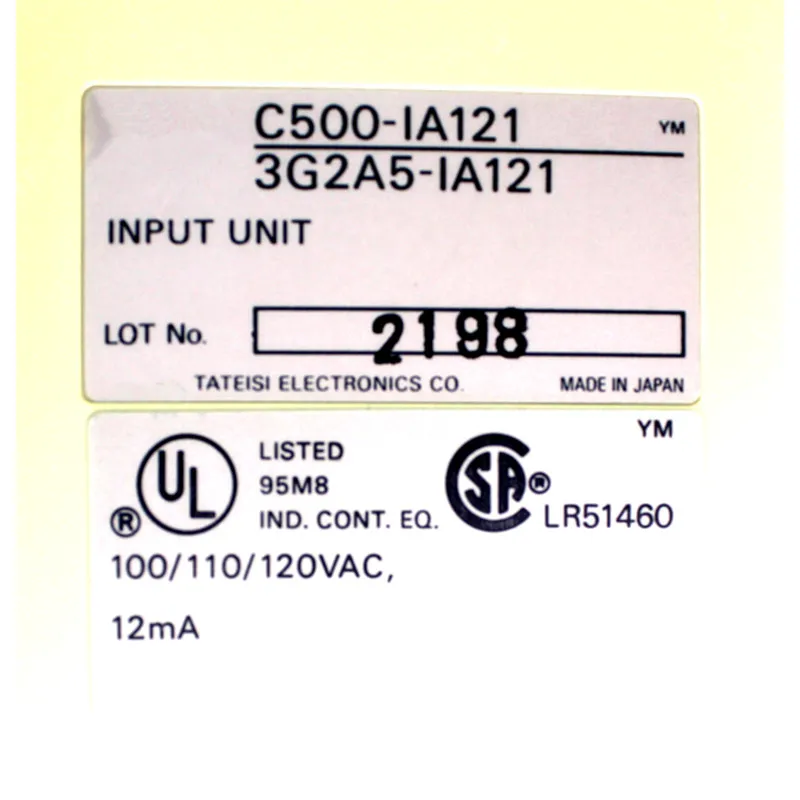 C500-IA121 YM
3G2A5-IA121
INPUT UNIT
LOT No. 2198
TATEISI ELECTRONICS CO. MADE IN JAPAN
YM
UL ® LISTED
95M8
IND. CONT. EQ.
SA ® LR51460
100/110/120VAC,
12mA